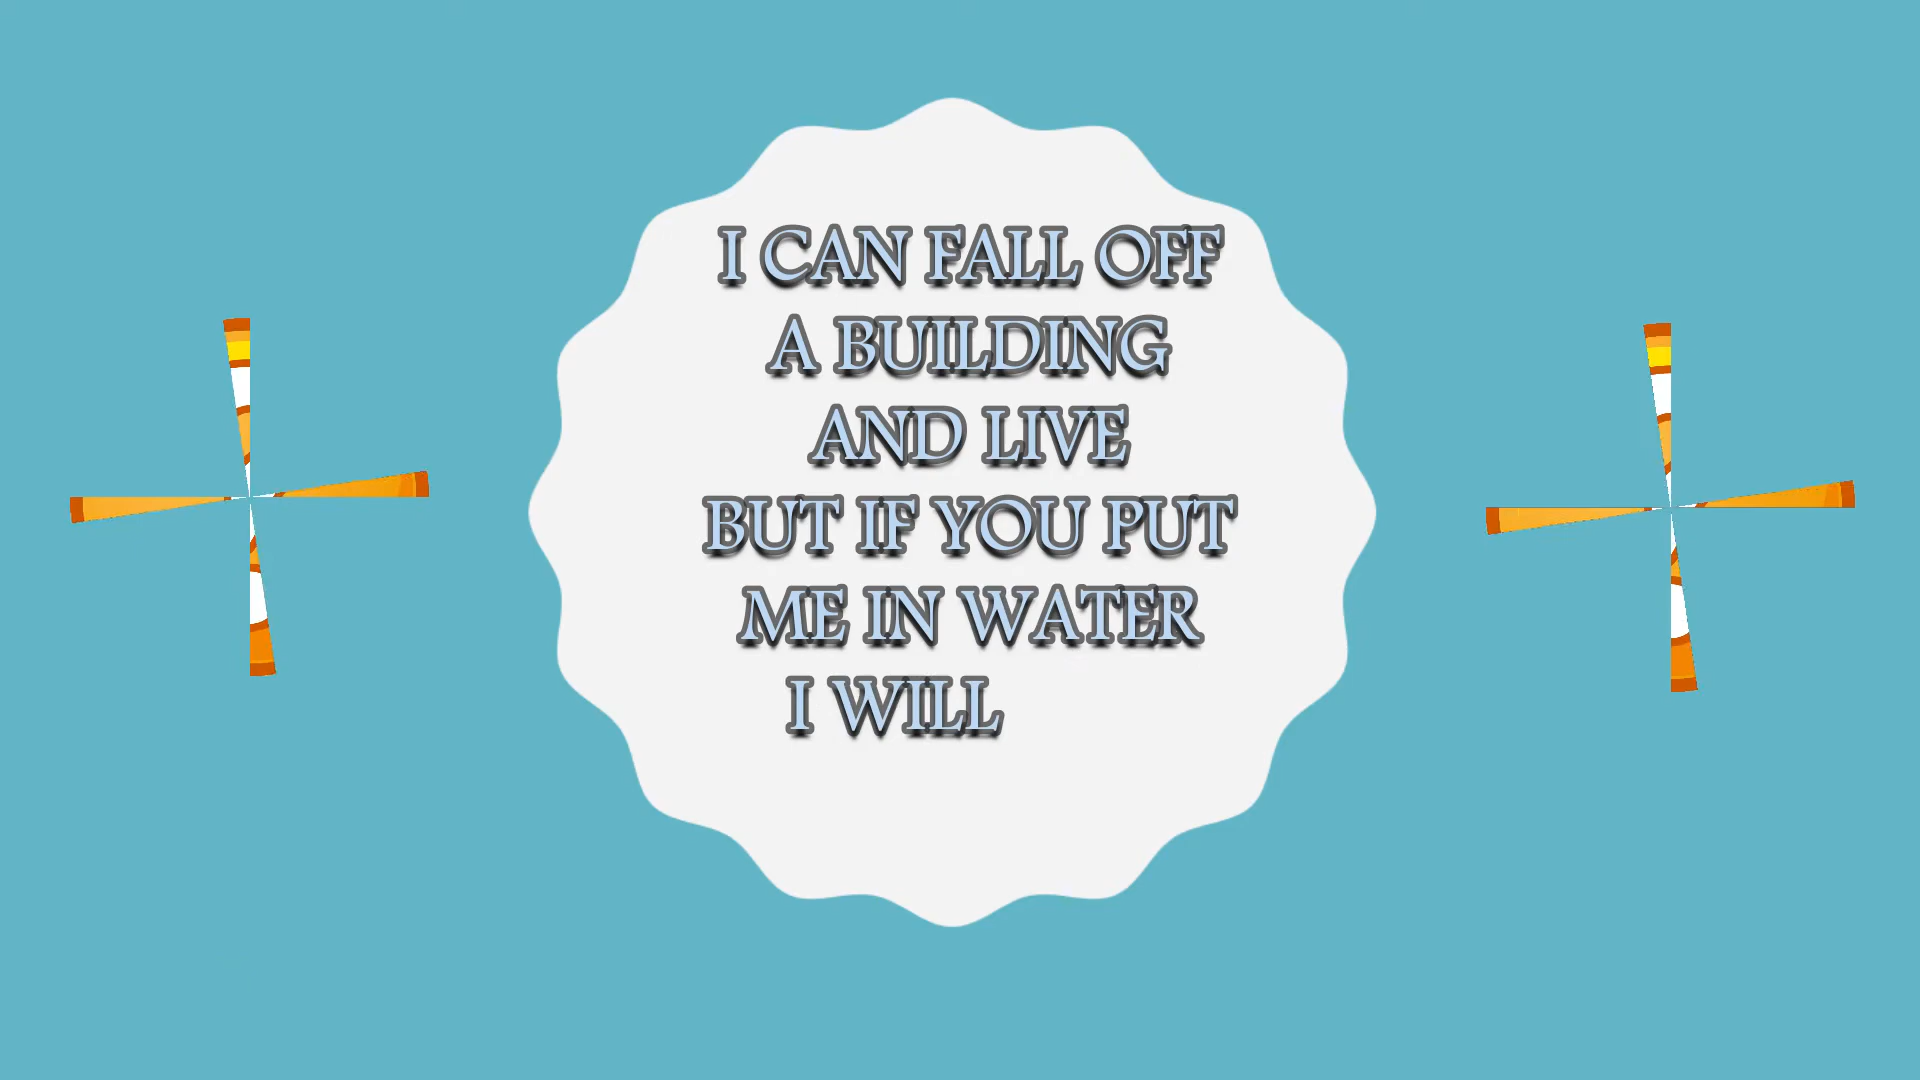 I CAN FALL OFF
A BUILDING
AND LIVE
BUT IF YOU PUT
ME IN WATER
I WILL